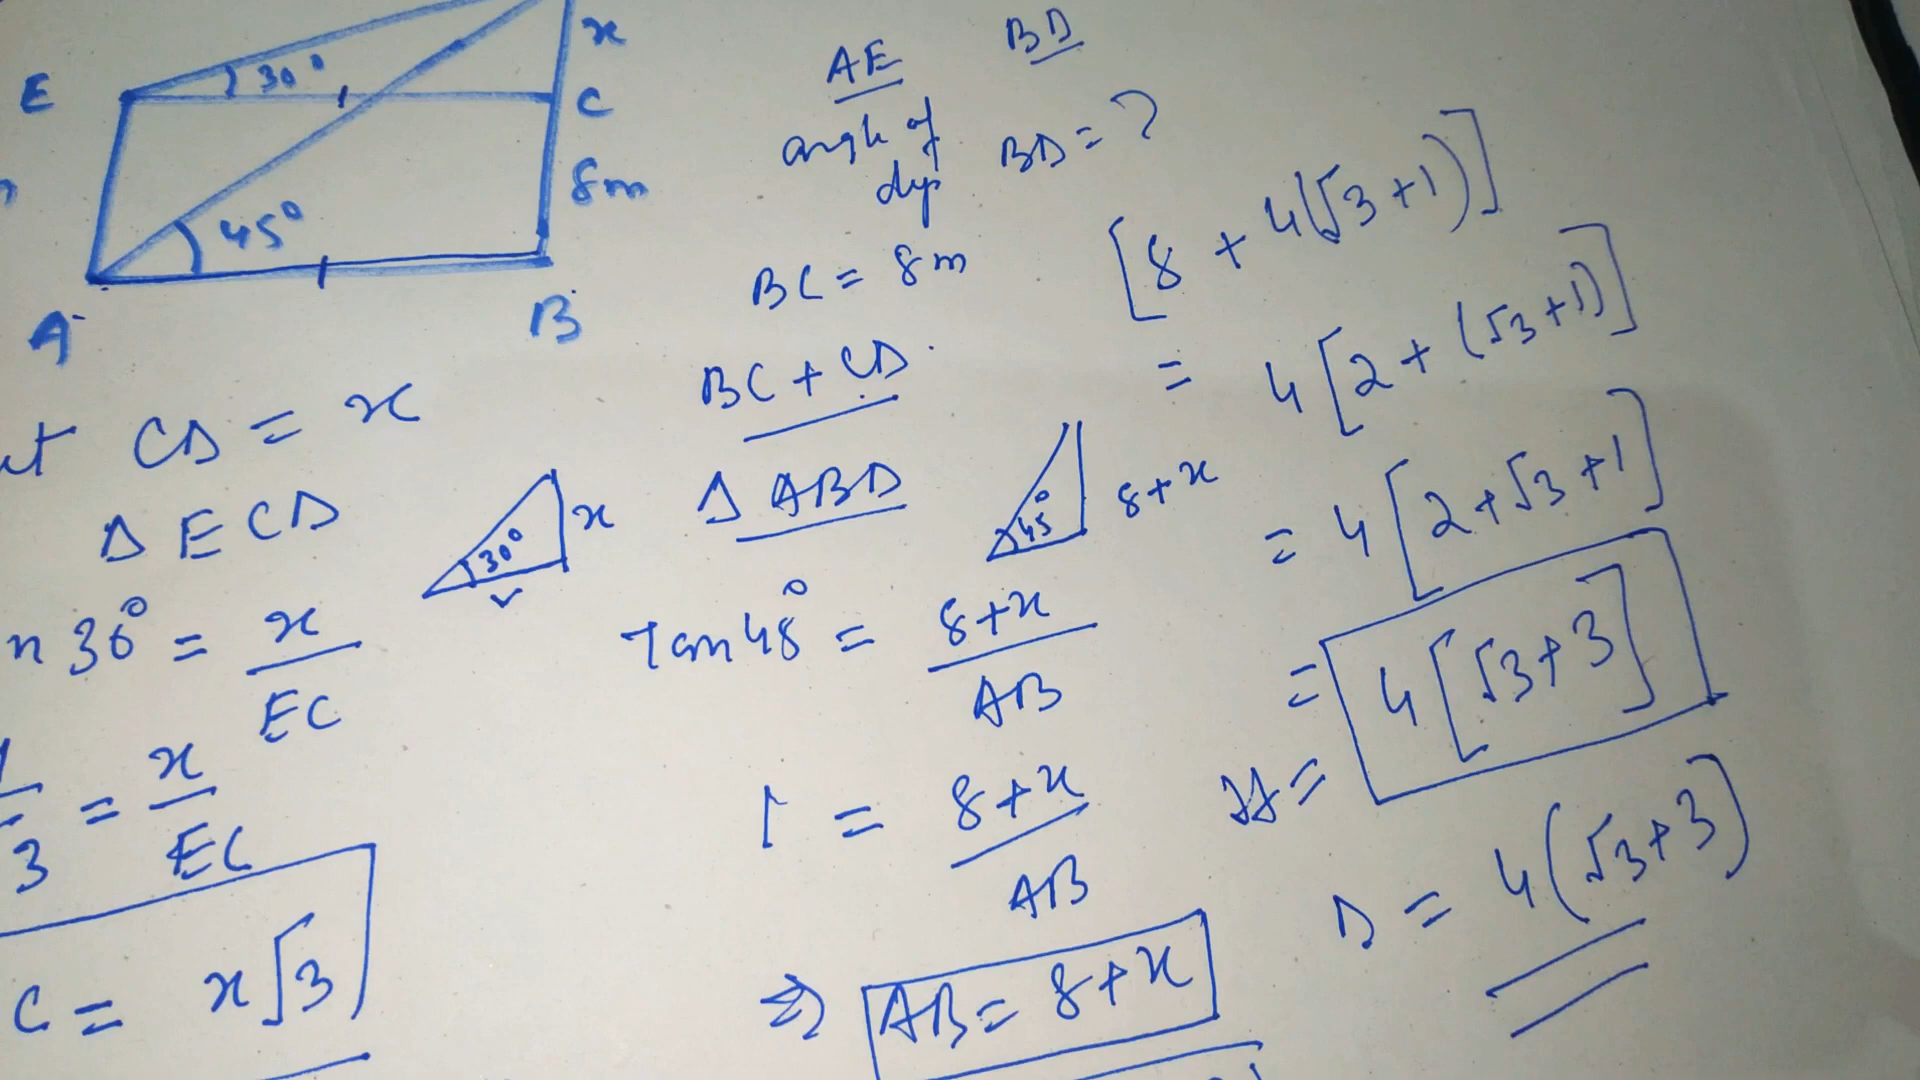 x
E
30°
C
8m
45°
A
B
CD = x
Δ ECD
30°
x
n 30° = x
EC
1
3
= x
EC
C = x√3
AE
angle of
BD
BD = ?
BC = 8m
BC + CD
Δ ABD
45°
8+x
Tan 45° = 8+x
AB
1 = 8+x
AB
⇒ AB = 8+x
[8 + 4(√3+1)]
= 4[2+(√3+1)]
= 4[2+√3+1]
= 4[√3+3]
D = 4(√3+3)